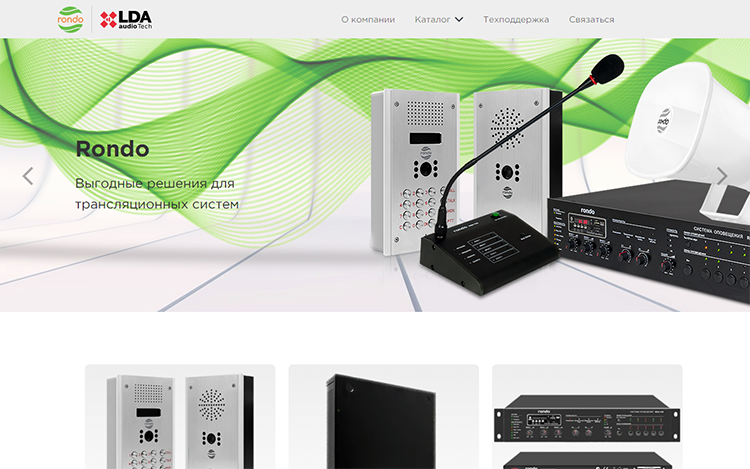 rondo
LDA
audio Tech
О компании
Каталог
Техподдержка
Связаться
Rondo
Выгодные решения для
трансляционных систем
rondo
rondo
СИСТЕМА ОПОВЕЩЕНИЯ
rondo